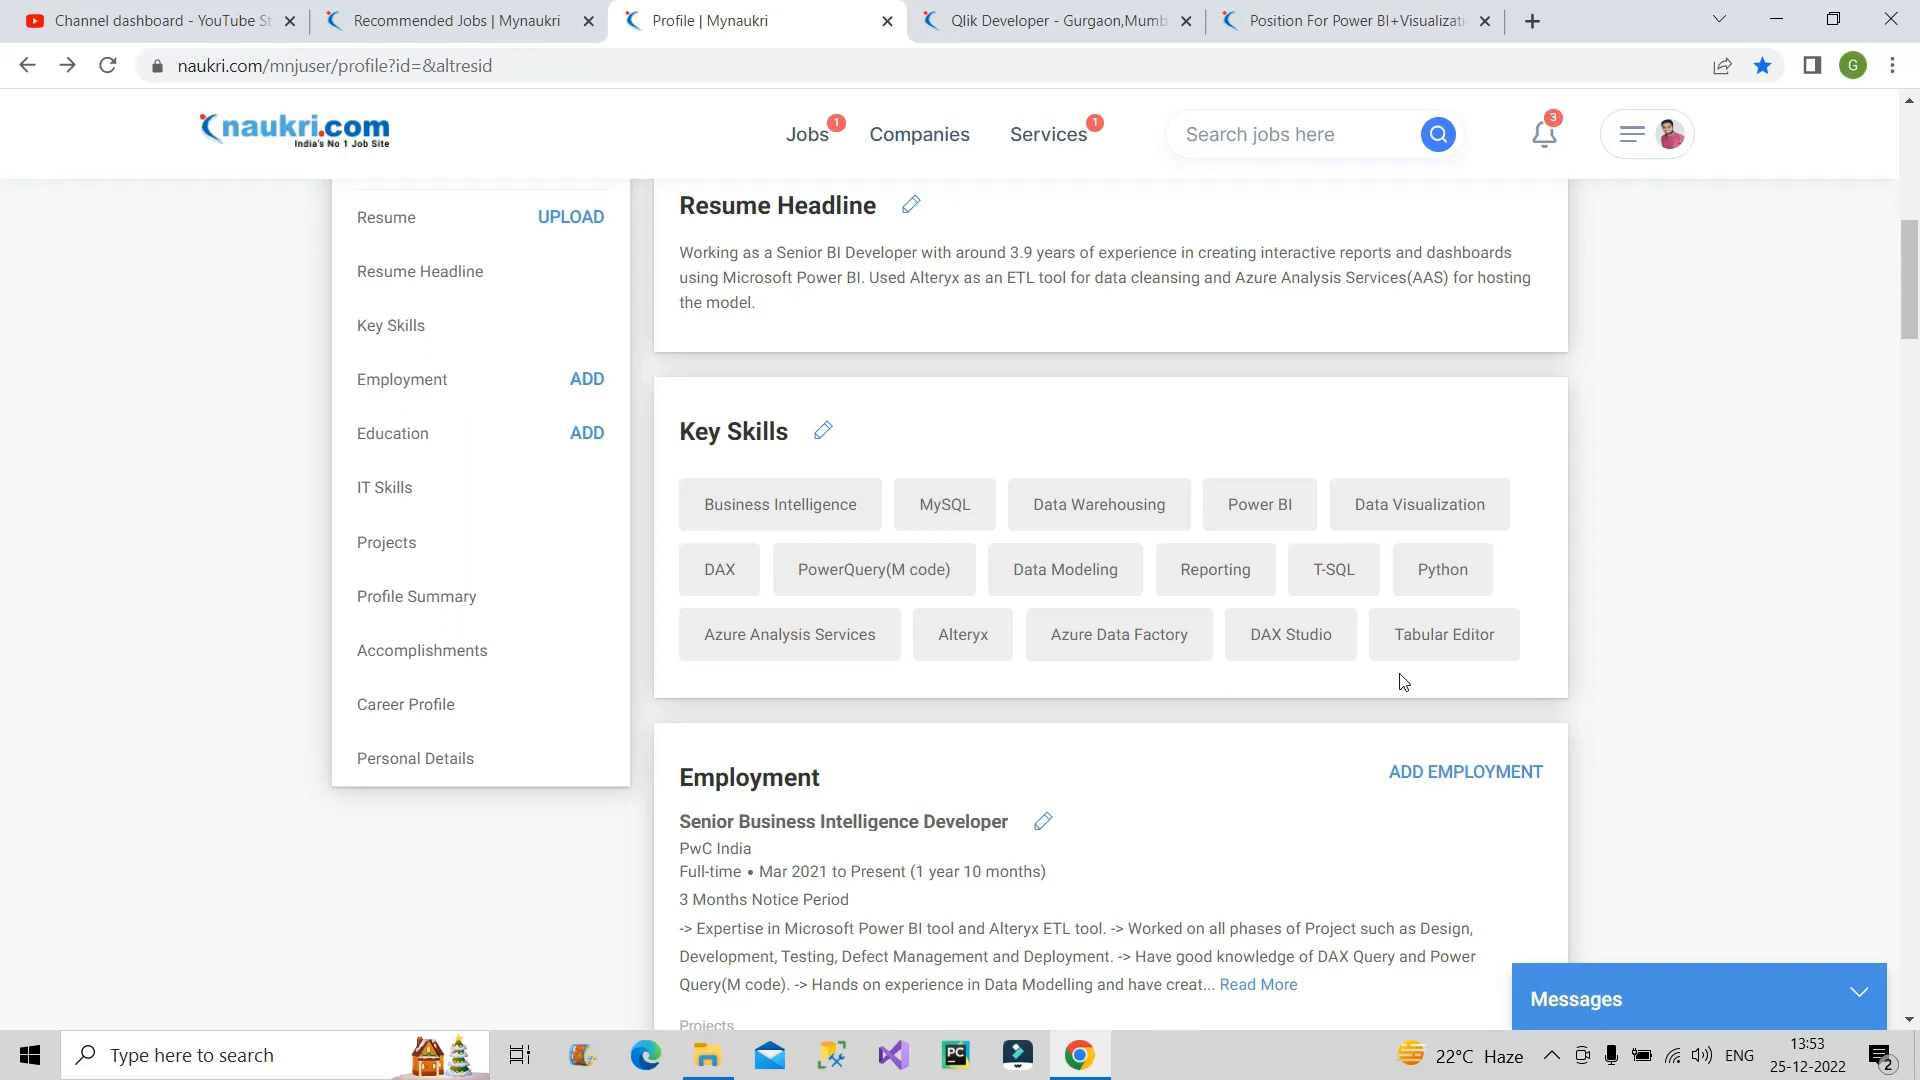 Channel dashboard - YouTube St
Recommended Jobs | Mynaukri
Profile | Mynaukri
Qlik Developer - Gurgaon,Mumb
Position For Power BI+Visualizati
naukri.com/mnjuser/profile?id=&altresid
G
naukri.com
India's No 1 Job Site
Jobs
1
Companies
Services
1
Search jobs here
3
Resume
UPLOAD
Resume Headline
Key Skills
Employment
ADD
Education
ADD
IT Skills
Projects
Profile Summary
Accomplishments
Career Profile
Personal Details
Resume Headline
Working as a Senior BI Developer with around 3.9 years of experience in creating interactive reports and dashboards
using Microsoft Power BI. Used Alteryx as an ETL tool for data cleansing and Azure Analysis Services(AAS) for hosting
the model.
Key Skills
Business Intelligence
MySQL
Data Warehousing
Power BI
Data Visualization
DAX
PowerQuery(M code)
Data Modeling
Reporting
T-SQL
Python
Azure Analysis Services
Alteryx
Azure Data Factory
DAX Studio
Tabular Editor
Employment
ADD EMPLOYMENT
Senior Business Intelligence Developer
PwC India
Full-time • Mar 2021 to Present (1 year 10 months)
3 Months Notice Period
-> Expertise in Microsoft Power BI tool and Alteryx ETL tool. -> Worked on all phases of Project such as Design,
Development, Testing, Defect Management and Deployment. -> Have good knowledge of DAX Query and Power
Query(M code). -> Hands on experience in Data Modelling and have creat... Read More
Projects
Messages
Type here to search
PC
22°C Haze
ENG
13:53
25-12-2022
2